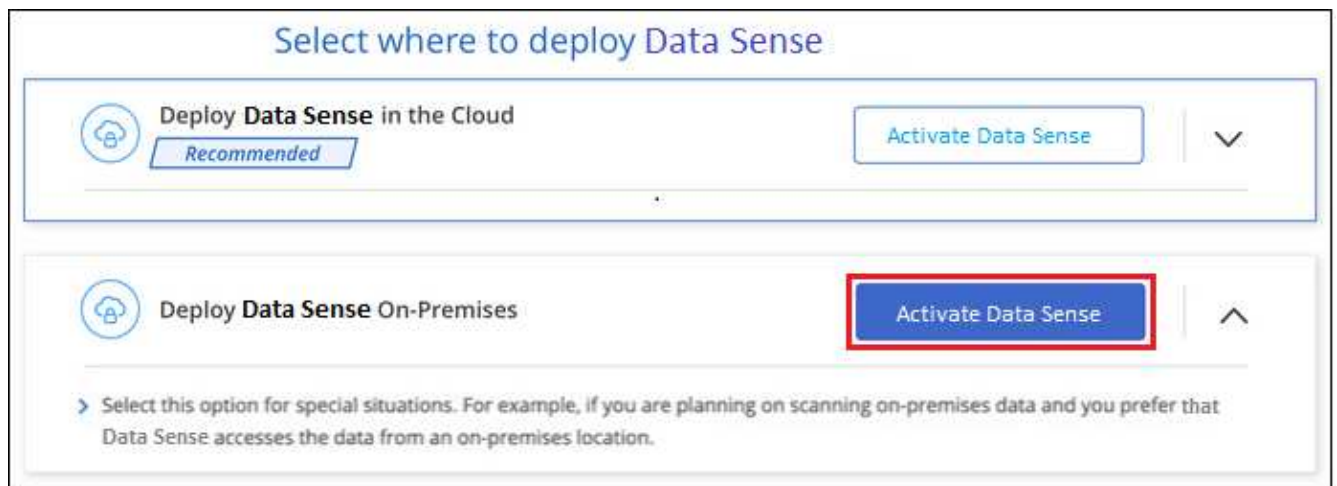 Select where to deploy Data Sense
Deploy Data Sense in the Cloud
Recommended
Activate Data Sense
Deploy Data Sense On-Premises
Activate Data Sense
Select this option for special situations. For example, if you are planning on scanning on-premises data and you prefer that
Data Sense accesses the data from an on-premises location.